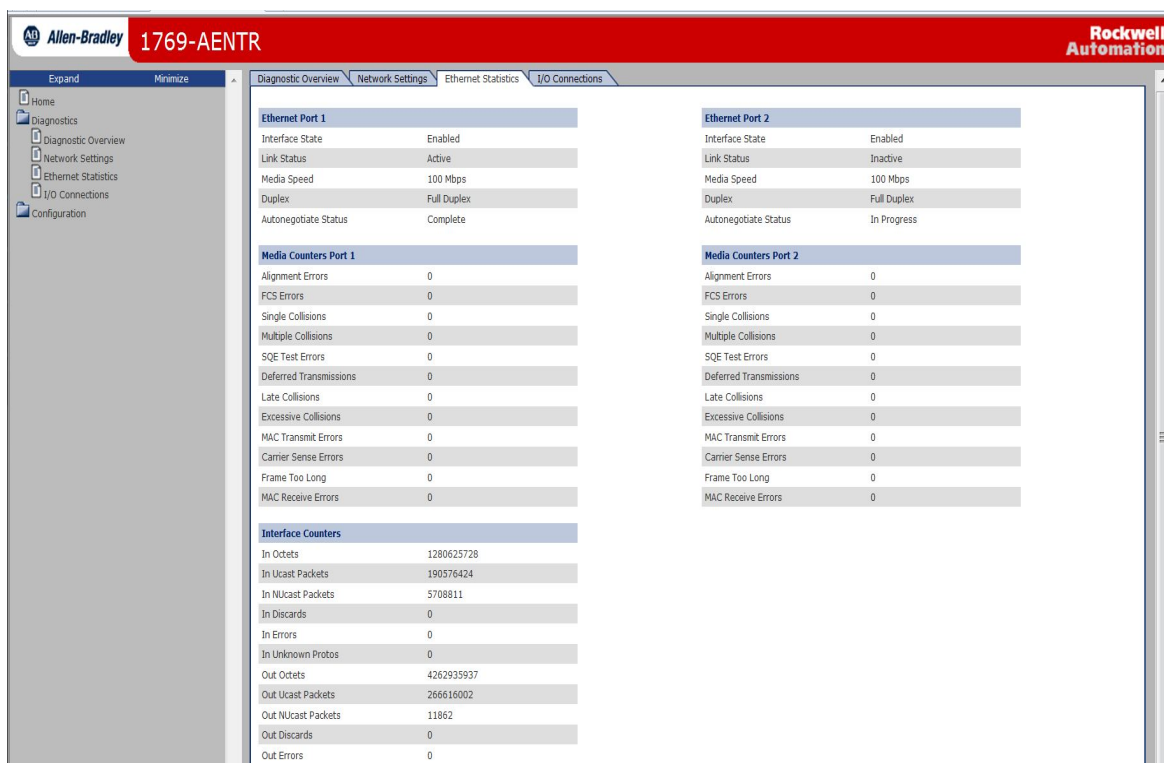 Allen-Bradley 1769-AENTR Rockwell Automation
Expand Minimize
Home
Diagnostics
Diagnostic Overview
Network Settings
Ethernet Statistics
I/O Connections
Configuration
Diagnostic Overview Network Settings Ethernet Statistics I/O Connections
Ethernet Port 1
Interface State Enabled
Link Status Active
Media Speed 100 Mbps
Duplex Full Duplex
Autonegotiate Status Complete
Ethernet Port 2
Interface State Enabled
Link Status Inactive
Media Speed 100 Mbps
Duplex Full Duplex
Autonegotiate Status In Progress
Media Counters Port 1
Alignment Errors 0
FCS Errors 0
Single Collisions 0
Multiple Collisions 0
SQE Test Errors 0
Deferred Transmissions 0
Late Collisions 0
Excessive Collisions 0
MAC Transmit Errors 0
Carrier Sense Errors 0
Frame Too Long 0
MAC Receive Errors 0
Media Counters Port 2
Alignment Errors 0
FCS Errors 0
Single Collisions 0
Multiple Collisions 0
SQE Test Errors 0
Deferred Transmissions 0
Late Collisions 0
Excessive Collisions 0
MAC Transmit Errors 0
Carrier Sense Errors 0
Frame Too Long 0
MAC Receive Errors 0
Interface Counters
In Octets 1280625728
In Ucast Packets 190576424
In NUcast Packets 5708811
In Discards 0
In Errors 0
In Unknown Protos 0
Out Octets 4262935937
Out Ucast Packets 266616002
Out NUcast Packets 11862
Out Discards 0
Out Errors 0